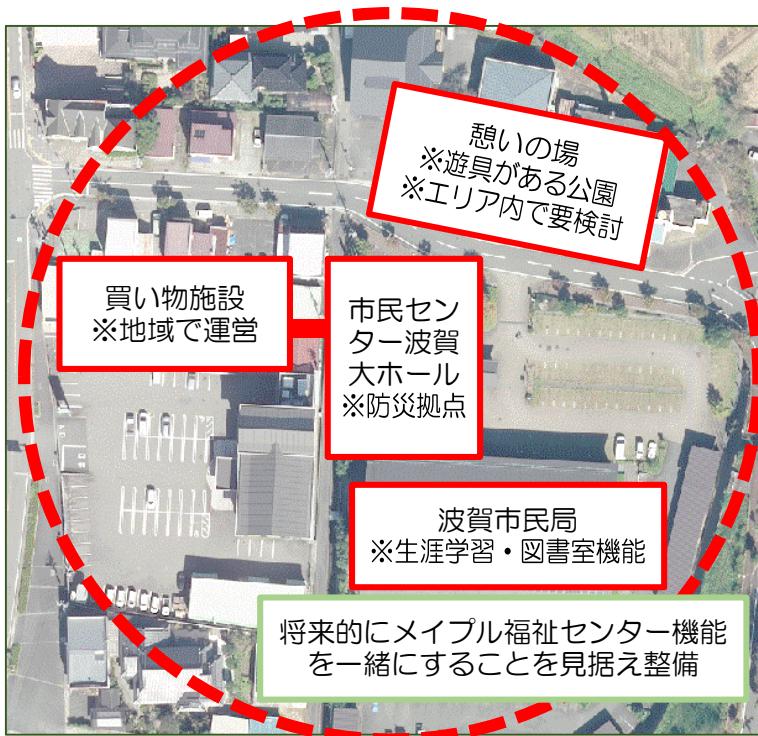 憩いの場
※遊具がある公園
※エリア内で要検討
買い物施設
※地域で運営
市民セン
ター波賀
大ホール
※防災拠点
波賀市民局
※生涯学習・図書室機能
将来的にメイプル福祉センター機能
を一緒にすることを見据え整備